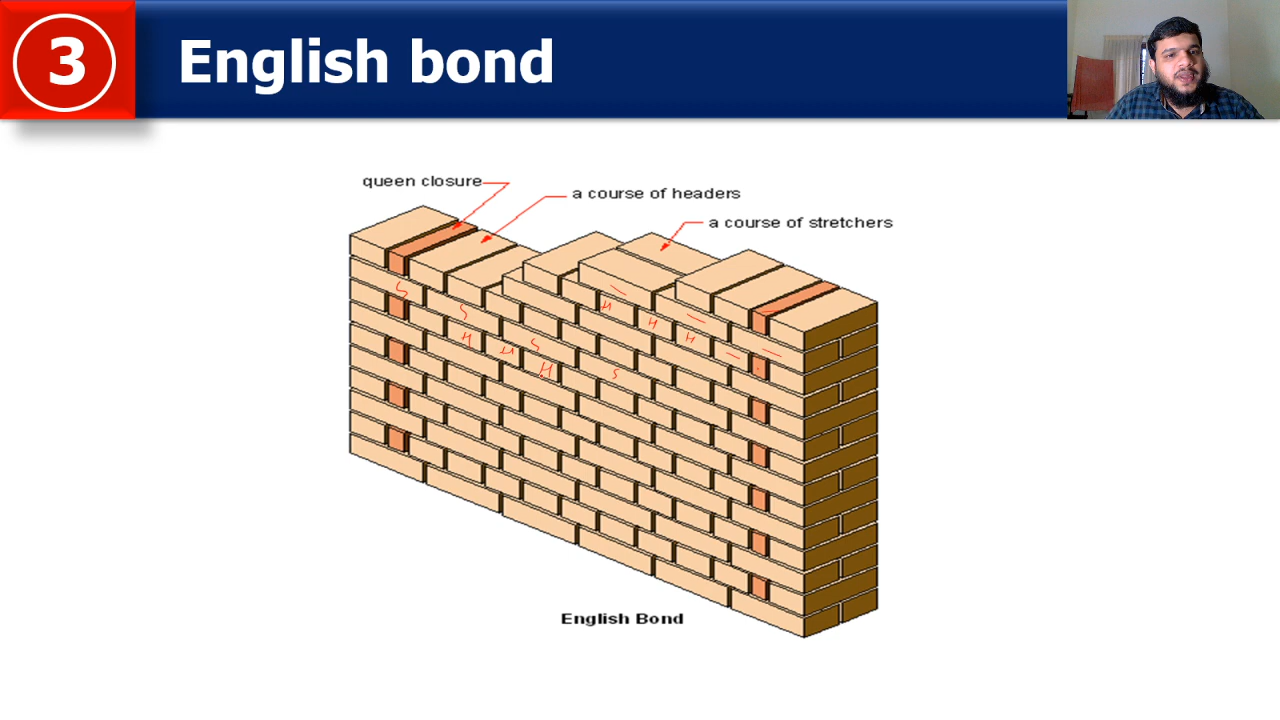 3
English bond
queen closure
a course of headers
a course of stretchers
S
S
H
H
H
H
S
H
S
English Bond